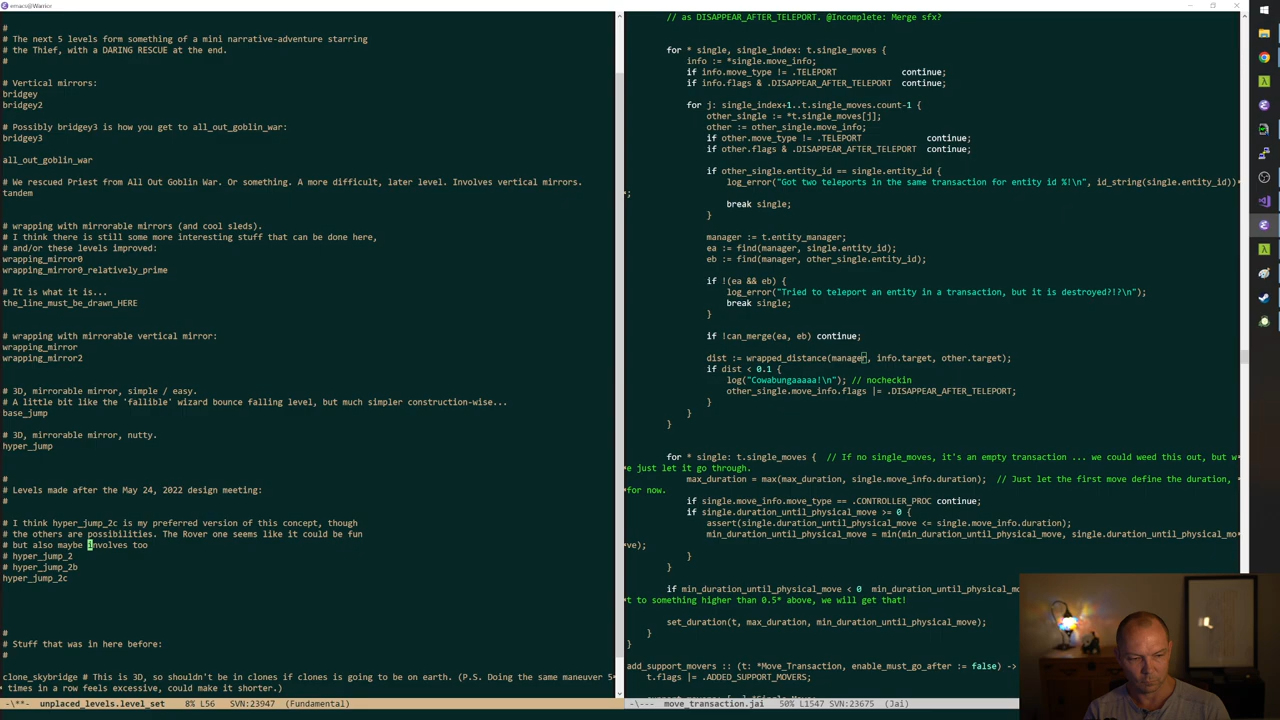 emacs@Warrior
#
# The next 5 levels form something of a mini narrative-adventure starring
# the Thief, with a DARING RESCUE at the end.
#
# Vertical mirrors:
bridgey
bridgey2
# Possibly bridgey3 is how you get to all_out_goblin_war:
bridgey3
all_out_goblin_war
# We rescued Priest from All Out Goblin War. Or something. A more difficult, later level. Involves vertical mirrors.
tandem
# wrapping with mirrorable mirrors (and cool sleds).
# I think there is still some more interesting stuff that can be done here,
# and/or these levels improved:
wrapping_mirror0
wrapping_mirror0_relatively_prime
# It is what it is...
the_line_must_be_drawn_HERE
# wrapping with mirrorable vertical mirror:
wrapping_mirror
wrapping_mirror2
# 3D, mirrorable mirror, simple / easy.
# A little bit like the 'fallible' wizard bounce falling level, but much simpler construction-wise...
base_jump
# 3D, mirrorable mirror, nutty.
hyper_jump
#
# Levels made after the May 24, 2022 design meeting:
#
# I think hyper_jump_2c is my preferred version of this concept, though
# the others are possibilities. The Rover one seems like it could be fun
# but also maybe involves too
# hyper_jump_2
# hyper_jump_2b
hyper_jump_2c
#
# Stuff that was in here before:
#
clone_skybridge # This is 3D, so shouldn't be in clones if clones is going to be on earth. (P.S. Doing the same maneuver 5
times in a row feels excessive, could make it shorter.)
-\**- unplaced_levels.level_set 8% L56 SVN:23947 (Fundamental)
// as DISAPPEAR_AFTER_TELEPORT. @Incomplete: Merge sfx?
for * single, single_index: t.single_moves {
info := *single.move_info;
if info.move_type != .TELEPORT continue;
if info.flags & .DISAPPEAR_AFTER_TELEPORT continue;
for j: single_index+1..t.single_moves.count-1 {
other_single := *t.single_moves[j];
other := other_single.move_info;
if other.move_type != .TELEPORT continue;
if other.flags & .DISAPPEAR_AFTER_TELEPORT continue;
if other_single.entity_id == single.entity_id {
log_error("Got two teleports in the same transaction for entity id %!\n", id_string(single.entity_id))
;
break single;
}
manager := t.entity_manager;
ea := find(manager, single.entity_id);
eb := find(manager, other_single.entity_id);
if !(ea && eb) {
log_error("Tried to teleport an entity in a transaction, but it is destroyed?!?\n");
break single;
}
if !can_merge(ea, eb) continue;
dist := wrapped_distance(manager, info.target, other.target);
if dist < 0.1 {
log("Cowabungaaaaa!\n"); // nocheckin
other_single.move_info.flags |= .DISAPPEAR_AFTER_TELEPORT;
}
}
}
for * single: t.single_moves { // If no single_moves, it's an empty transaction ... we could weed this out, but w
e just let it go through.
max_duration = max(max_duration, single.move_info.duration); // Just let the first move define the duration,
for now.
if single.move_info.move_type == .CONTROLLER_PROC continue;
if single.duration_until_physical_move >= 0 {
assert(single.duration_until_physical_move <= single.move_info.duration);
min_duration_until_physical_move = min(min_duration_until_physical_move, single.duration_until_physical_mo
ve);
}
}
if min_duration_until_physical_move < 0 min_duration_until_physical_m
t to something higher than 0.5* above, we will get that!
set_duration(t, max_duration, min_duration_until_physical_move);
}
}
add_support_movers :: (t: *Move_Transaction, enable_must_go_after := false) ->
t.flags |= .ADDED_SUPPORT_MOVERS;
-\--- move_transaction.jai 50% L1547 SVN:23675 (Jai)